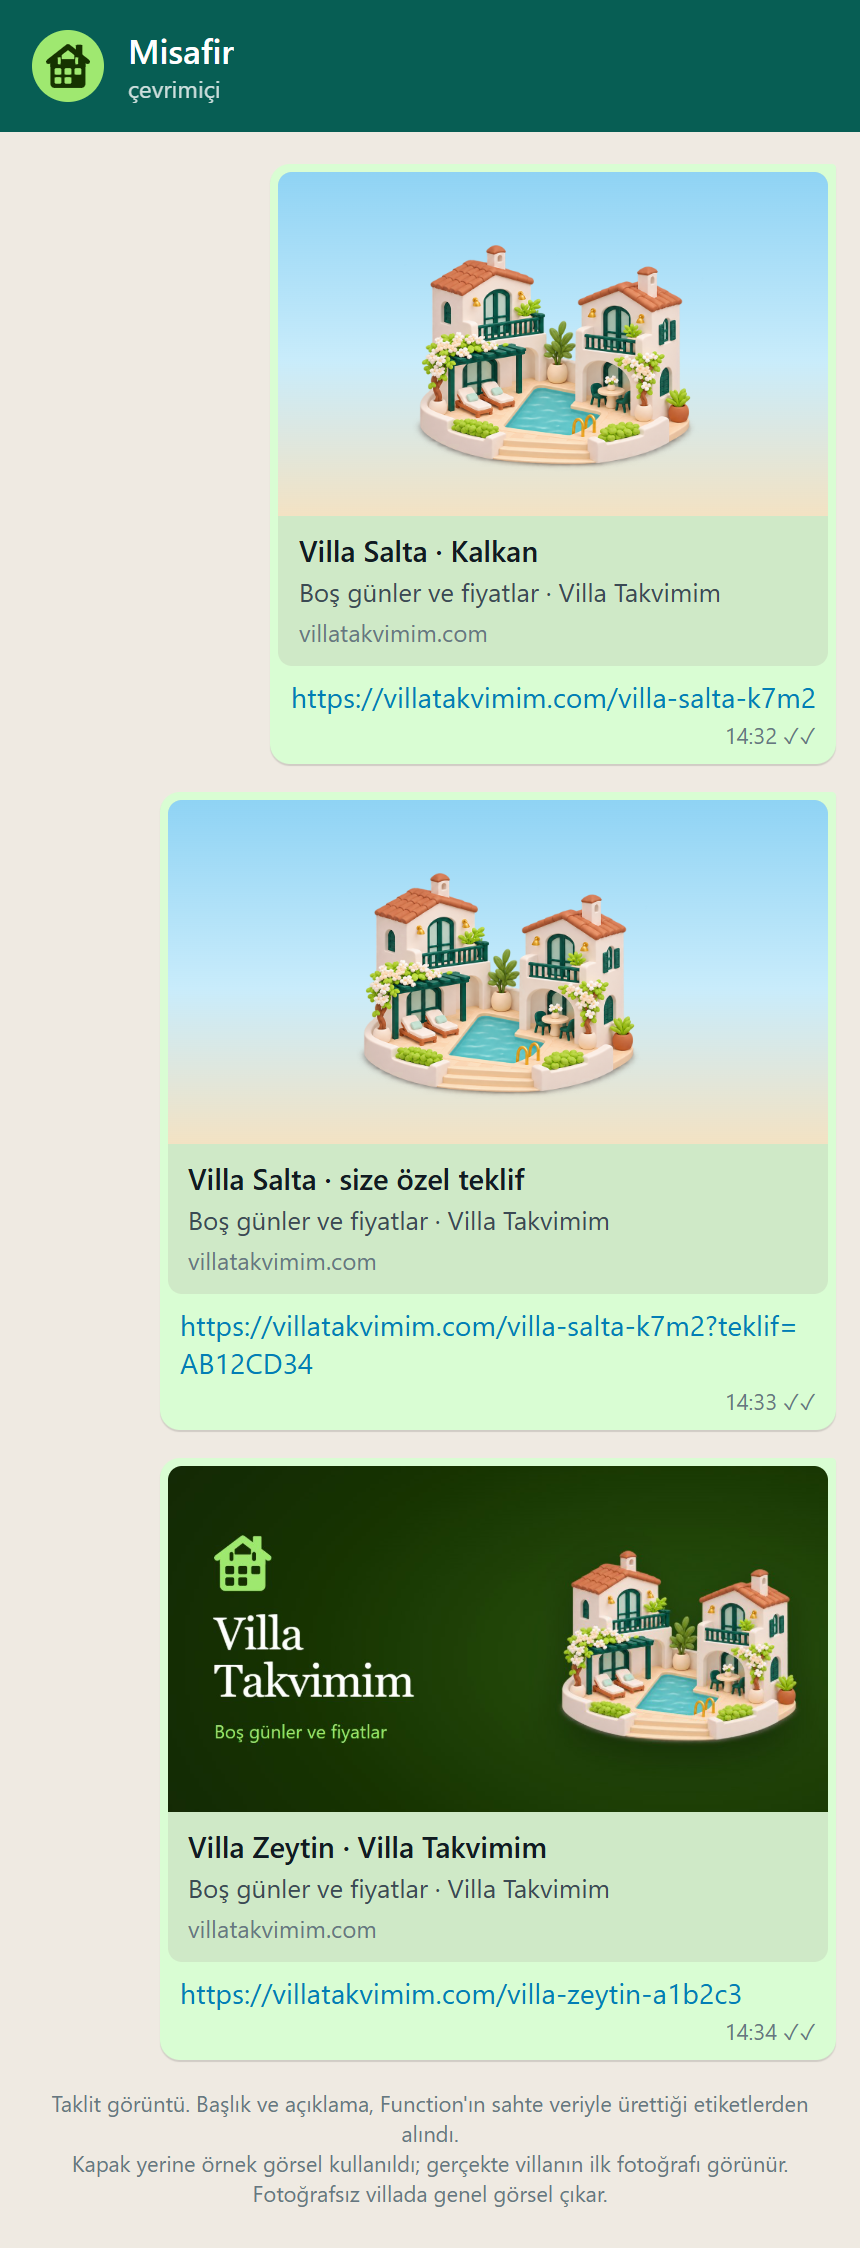 Misafir
çevrimiçi
Villa Salta · Kalkan
Boş günler ve fiyatlar · Villa Takvimim
villatakvimim.com
https://villatakvimim.com/villa-salta-k7m2
14:32 ✓✓
Villa Salta · size özel teklif
Boş günler ve fiyatlar · Villa Takvimim
villatakvimim.com
https://villatakvimim.com/villa-salta-k7m2?teklif=
AB12CD34
14:33 ✓✓
Villa
Takvimim
Boş günler ve fiyatlar
Villa Zeytin · Villa Takvimim
Boş günler ve fiyatlar · Villa Takvimim
villatakvimim.com
https://villatakvimim.com/villa-zeytin-a1b2c3
14:34 ✓✓
Taklit görüntü. Başlık ve açıklama, Function'ın sahte veriyle ürettiği etiketlerden
alındı.
Kapak yerine örnek görsel kullanıldı; gerçekte villanın ilk fotoğrafı görünür.
Fotoğrafsız villada genel görsel çıkar.